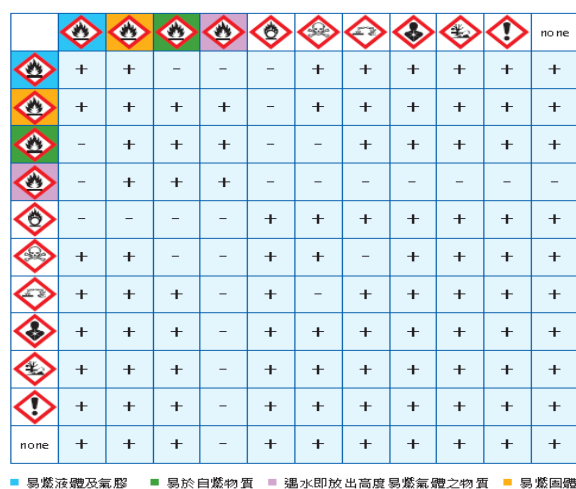 none
+ + − − − + + + + + +
+ + + + − + + + + + +
− + + + − − + + + + +
− + + + − − − − − − −
− − − − + + + + + + +
+ + − − + + − + + + +
+ + + − + − + + + + +
+ + + − + + + + + + +
+ + + − + + + + + + +
+ + + − + + + + + + +
none + + + − + + + + + + +
易燃液體及氣膠 易於自燃物質 遇水即放出高度易燃氣體之物質 易燃固體